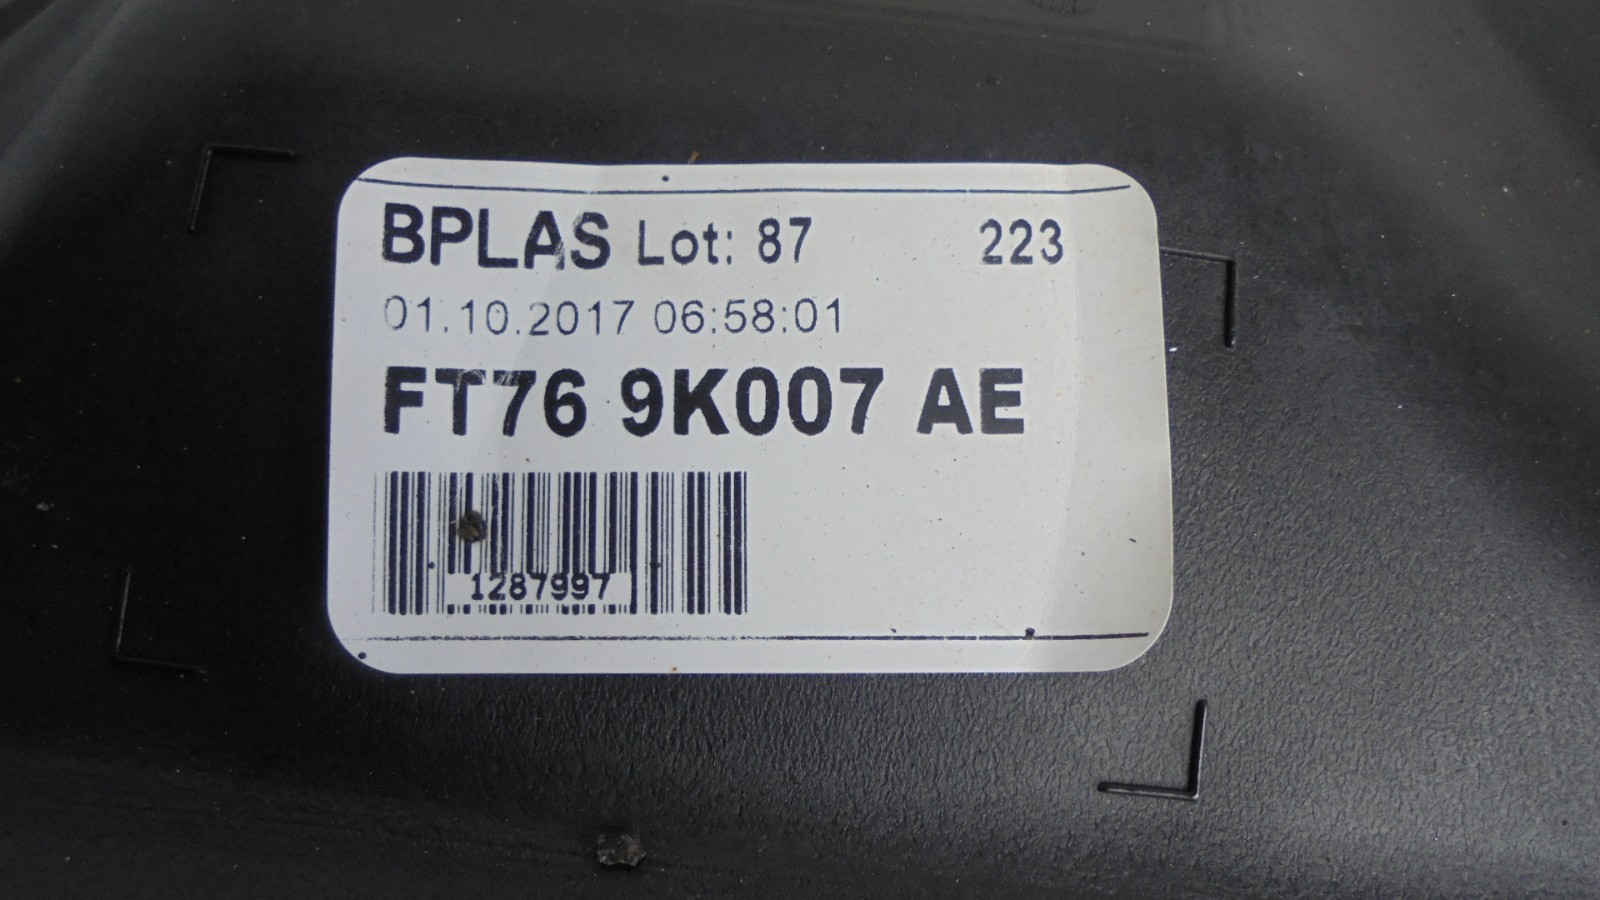 BPLAS Lot: 87 223
01.10.2017 06:58:01
FT76 9K007 AE
1287997